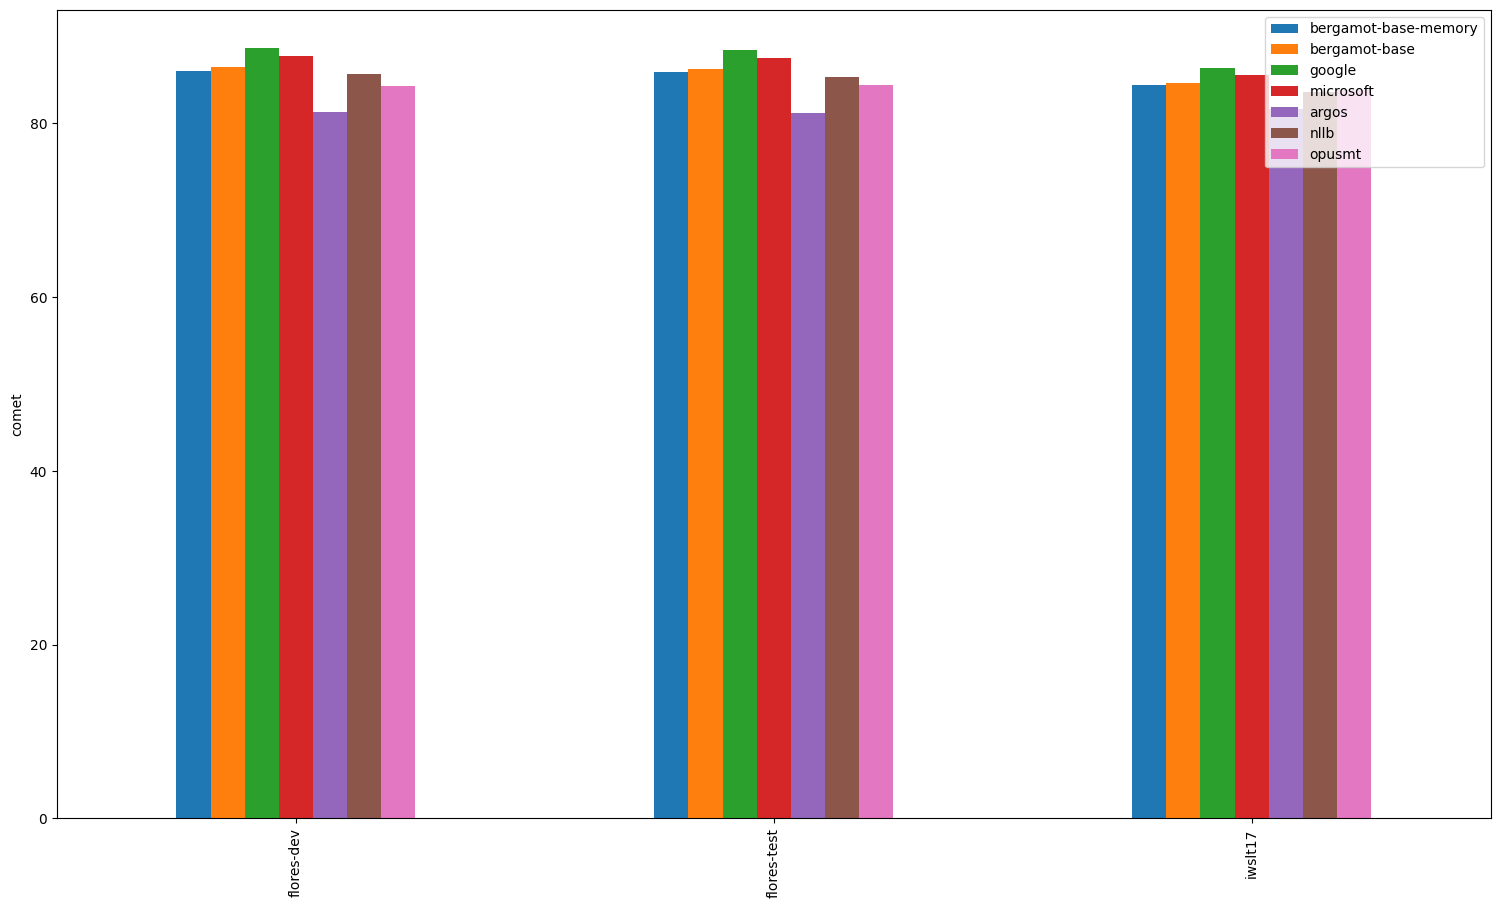 bergamot-base-memory
bergamot-base
google
microsoft
argos
nllb
opusmt
80
60
40
20
0
comet
flores-dev
flores-test
iwslt17